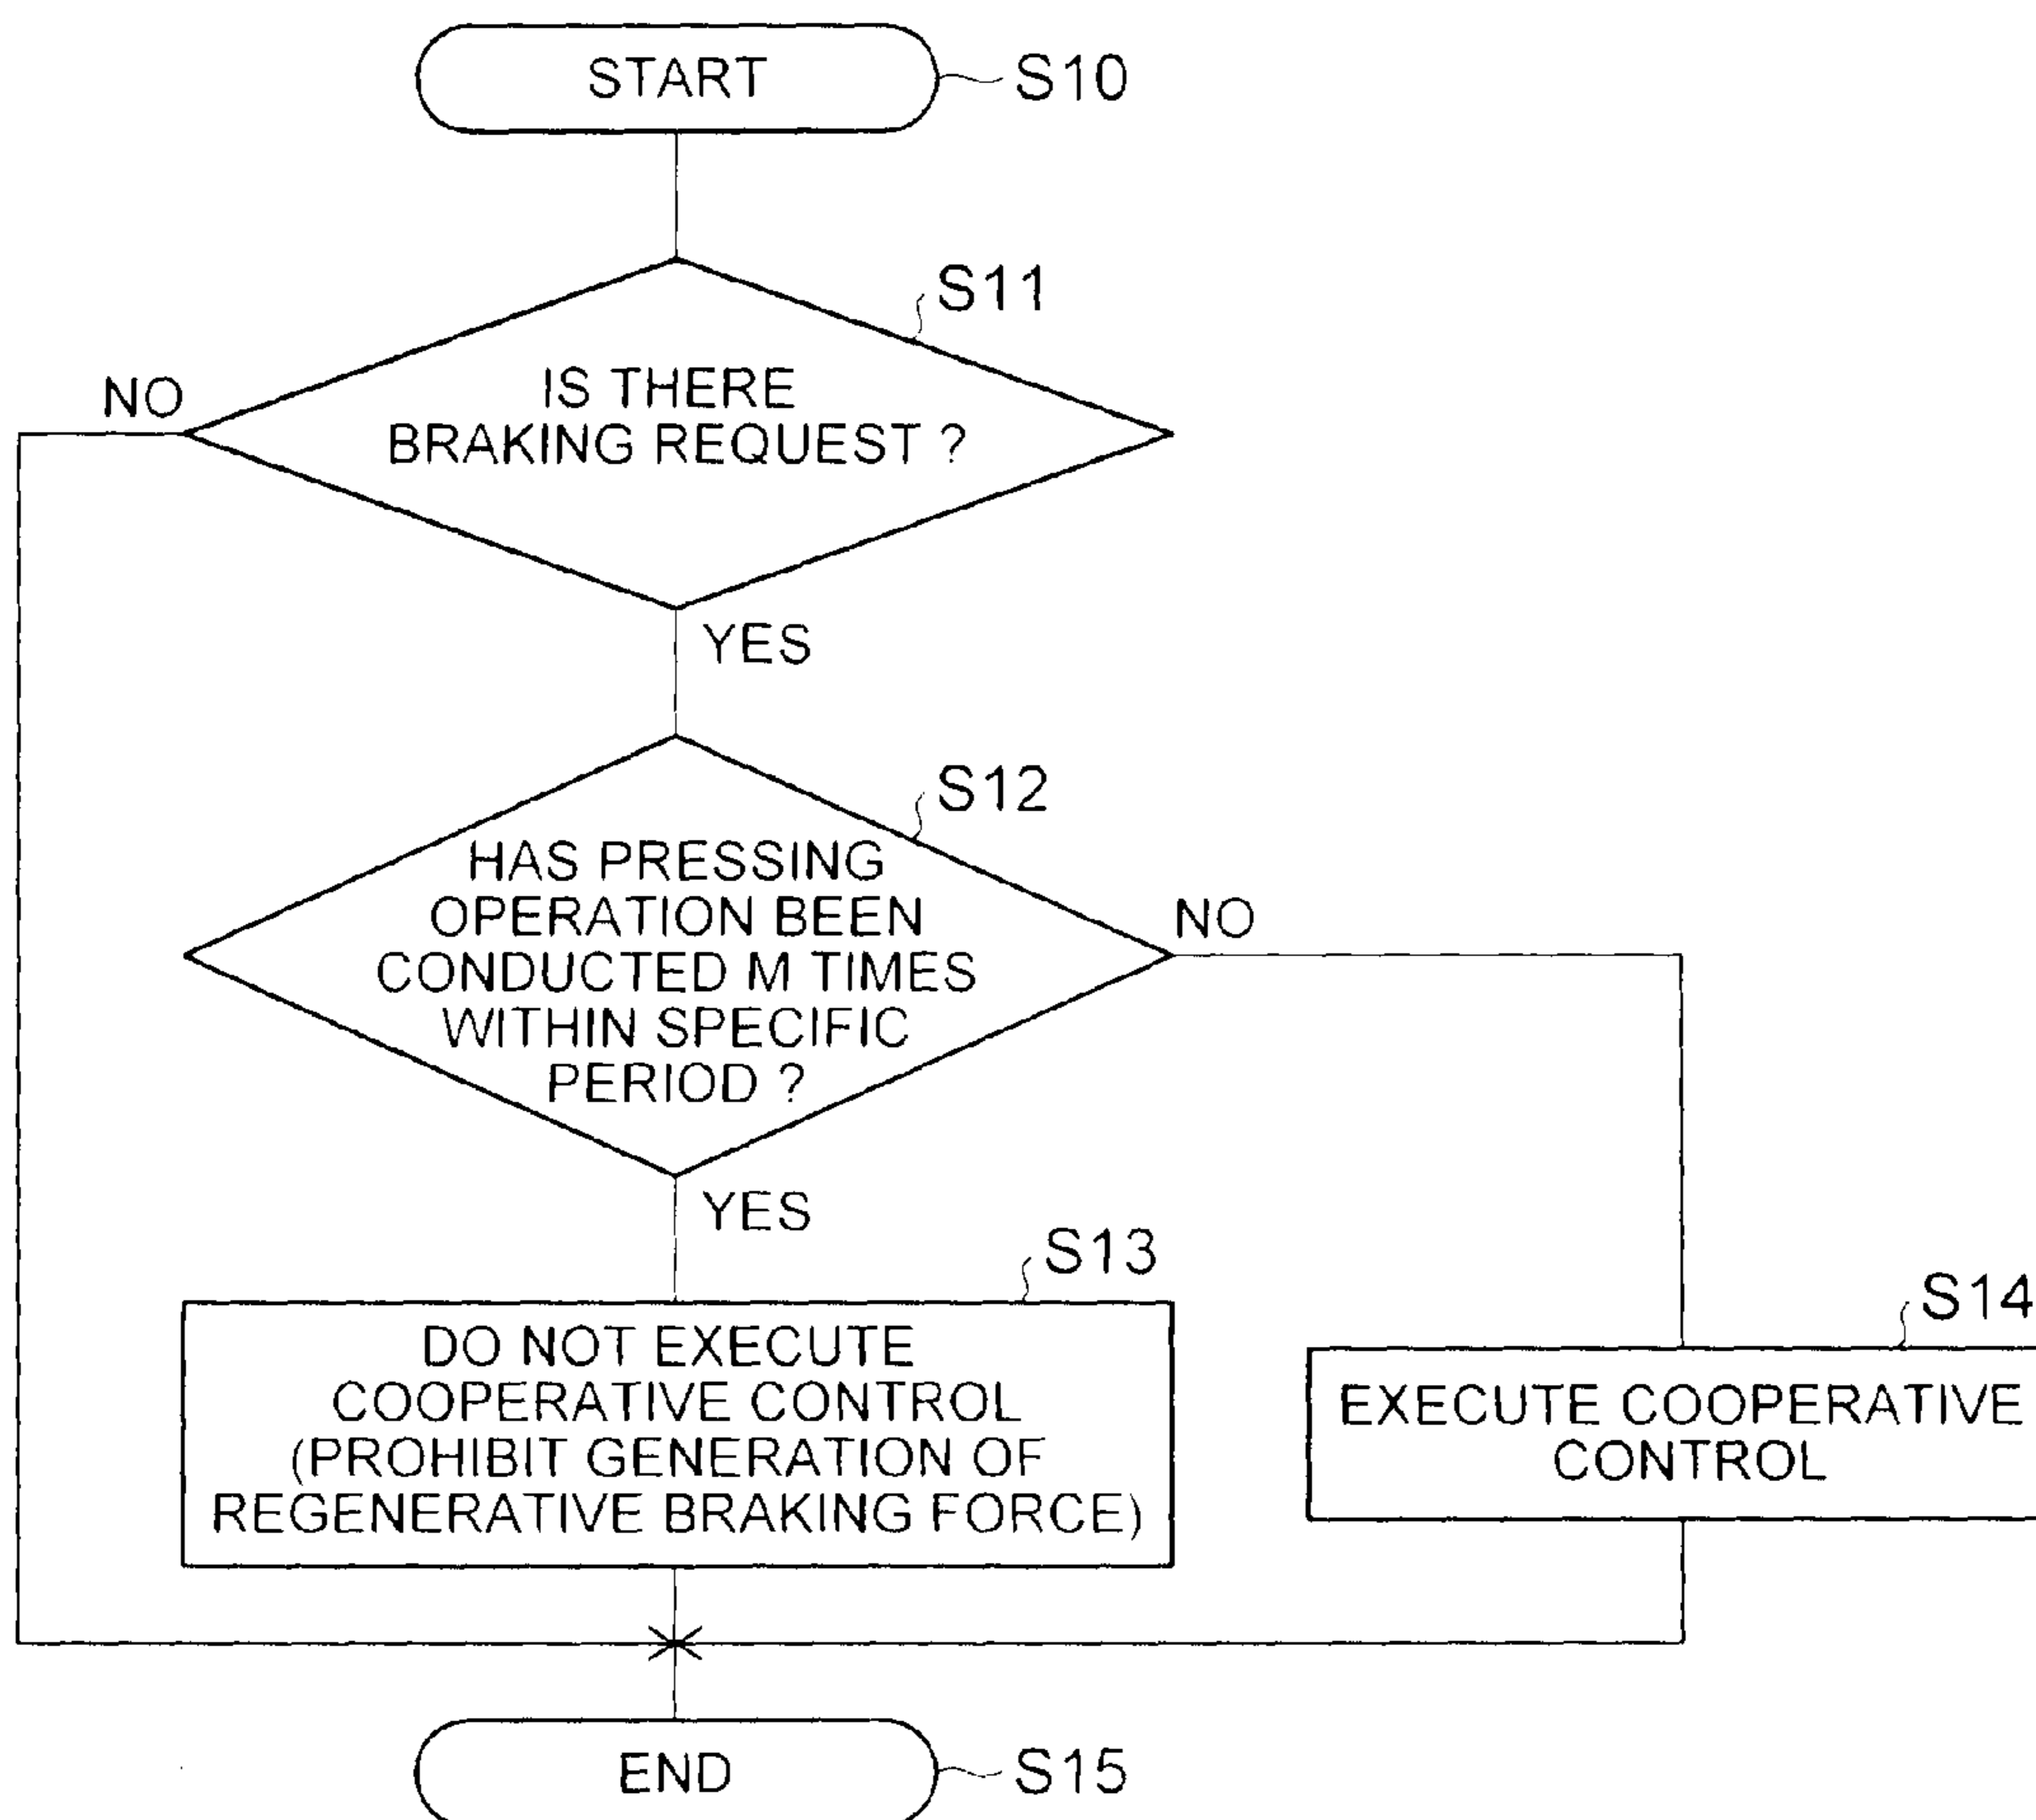 START
S10
S11
IS THERE
BRAKING REQUEST ?
NO
YES
S12
HAS PRESSING
OPERATION BEEN
CONDUCTED M TIMES
WITHIN SPECIFIC
PERIOD ?
NO
YES
S13
DO NOT EXECUTE
COOPERATIVE CONTROL
(PROHIBIT GENERATION OF
REGENERATIVE BRAKING FORCE)
S14
EXECUTE COOPERATIVE
CONTROL
END
S15